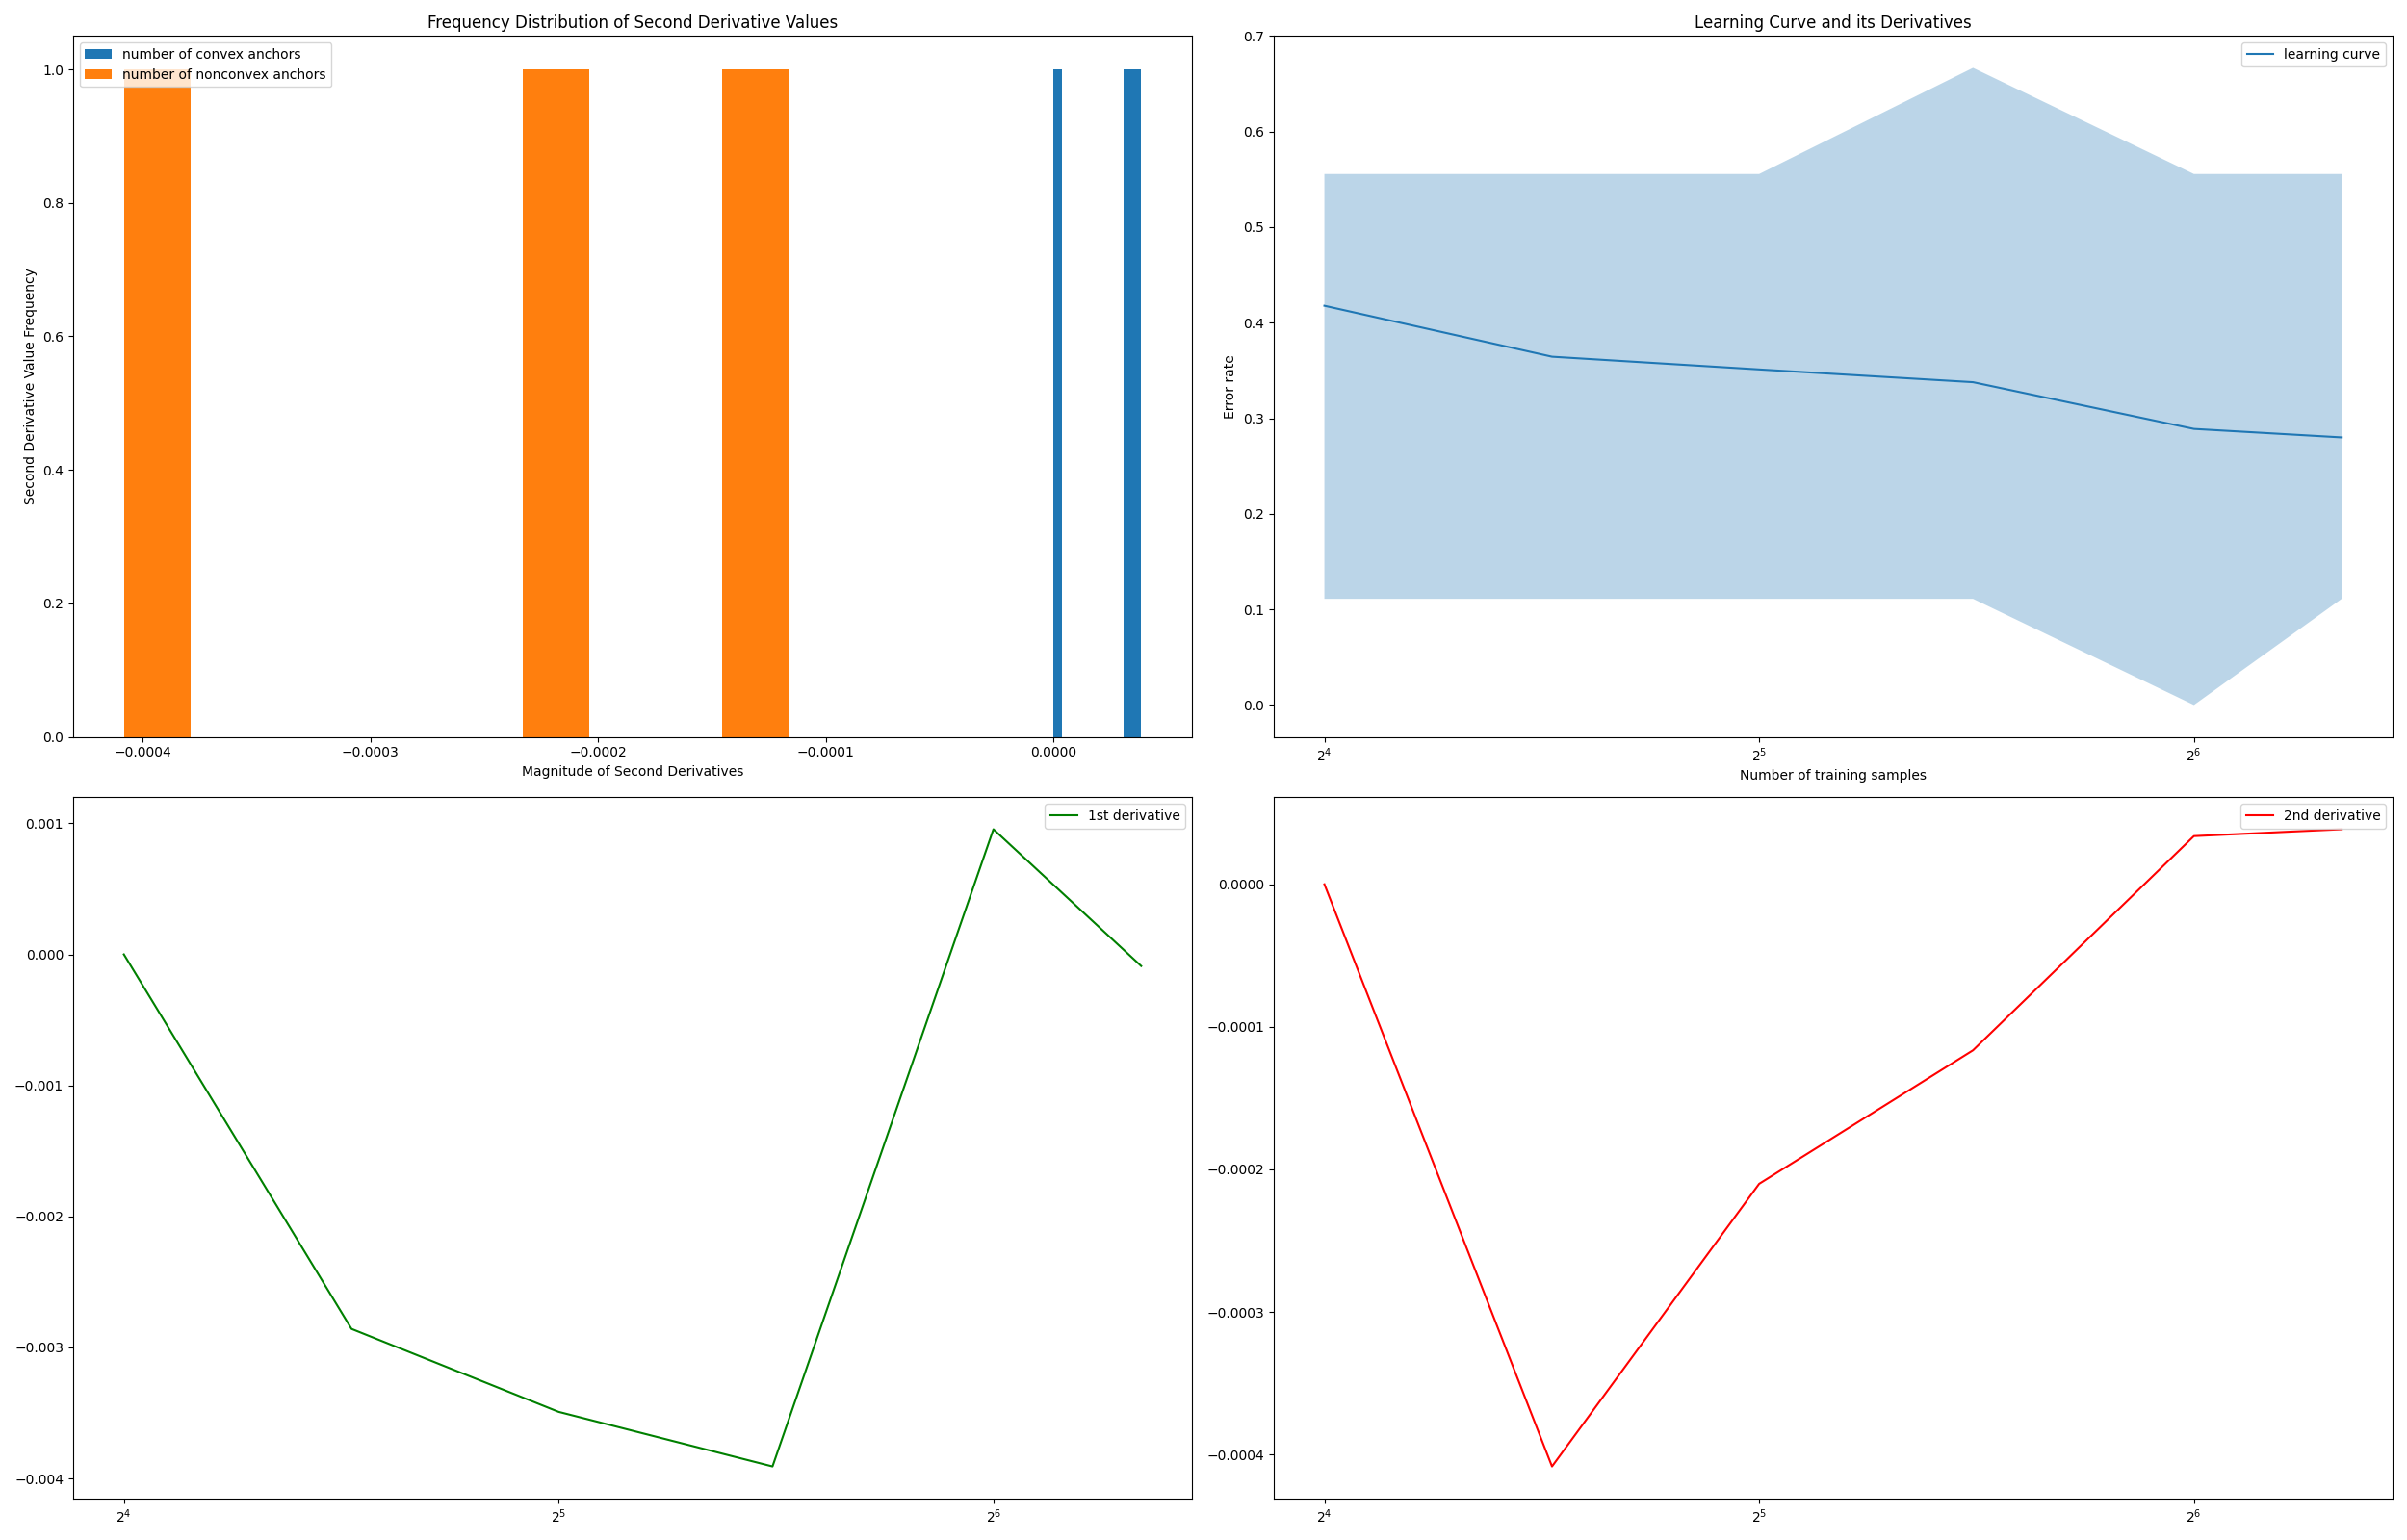 Frequency Distribution of Second Derivative Values
number of convex anchors
number of nonconvex anchors
Second Derivative Value Frequency
1.0
0.8
0.6
0.4
0.2
0.0
−0.0004 −0.0003 −0.0002 −0.0001 0.0000
Magnitude of Second Derivatives
Learning Curve and its Derivatives
learning curve
Error rate
0.7
0.6
0.5
0.4
0.3
0.2
0.1
0.0
2⁴ 2⁵ 2⁶
Number of training samples
1st derivative
0.001
0.000
−0.001
−0.002
−0.003
−0.004
2⁴ 2⁵ 2⁶
2nd derivative
0.0000
−0.0001
−0.0002
−0.0003
−0.0004
2⁴ 2⁵ 2⁶